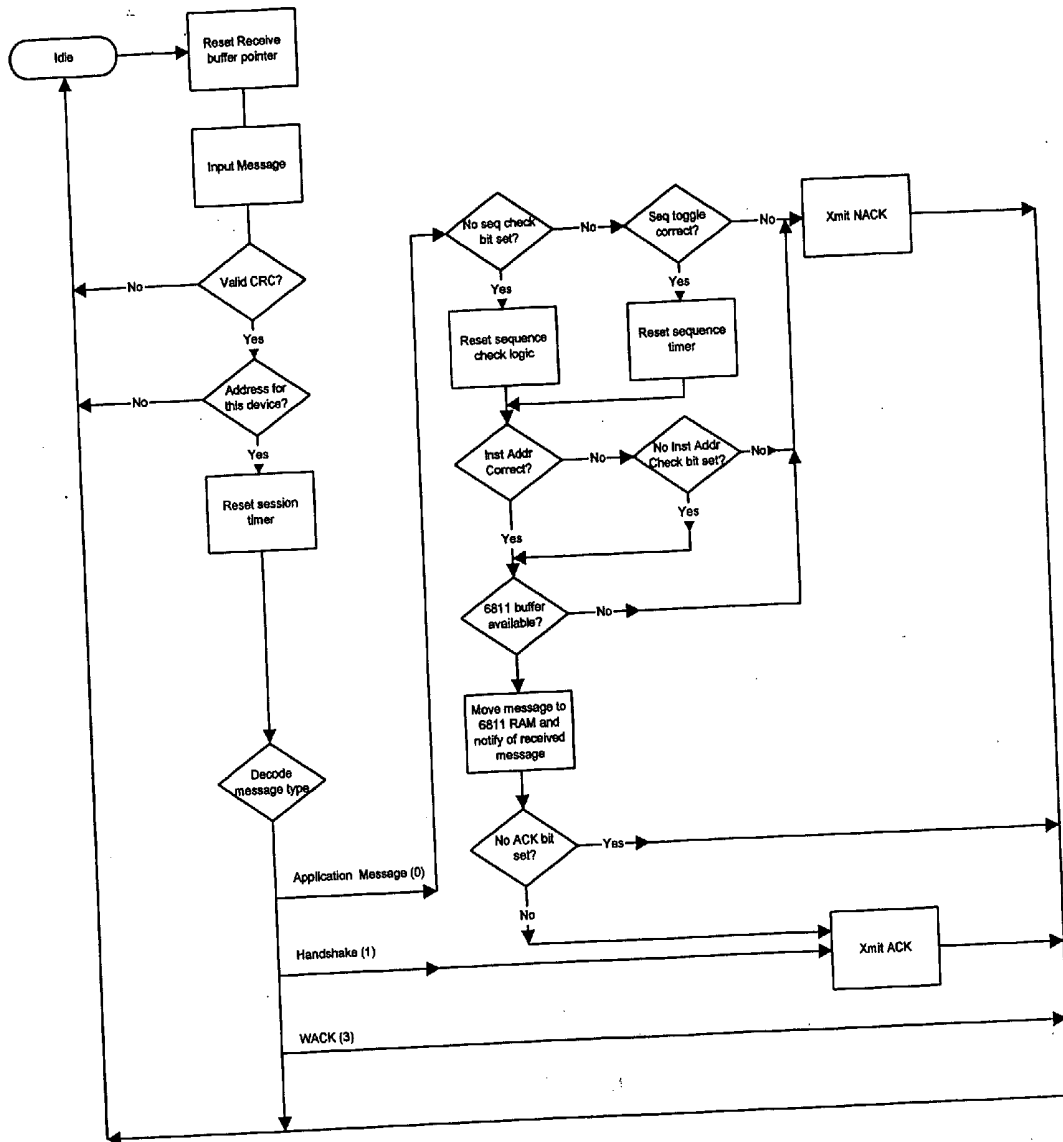 Idle
Reset Receive
buffer pointer
Input Message
Valid CRC?
No
Yes
Address for
this device?
No
Yes
Reset session
timer
Decode
message type
Application Message (0)
Handshake (1)
WACK (3)
No seq check
bit set?
No
Yes
Seq toggle
correct?
No
Yes
Xmit NACK
Reset sequence
check logic
Reset sequence
timer
Inst Addr
Correct?
No
Yes
No Inst Addr
Check bit set?
No
Yes
6811 buffer
available?
No
Move message to
6811 RAM and
notify of received
message
No ACK bit
set?
Yes
No
Xmit ACK